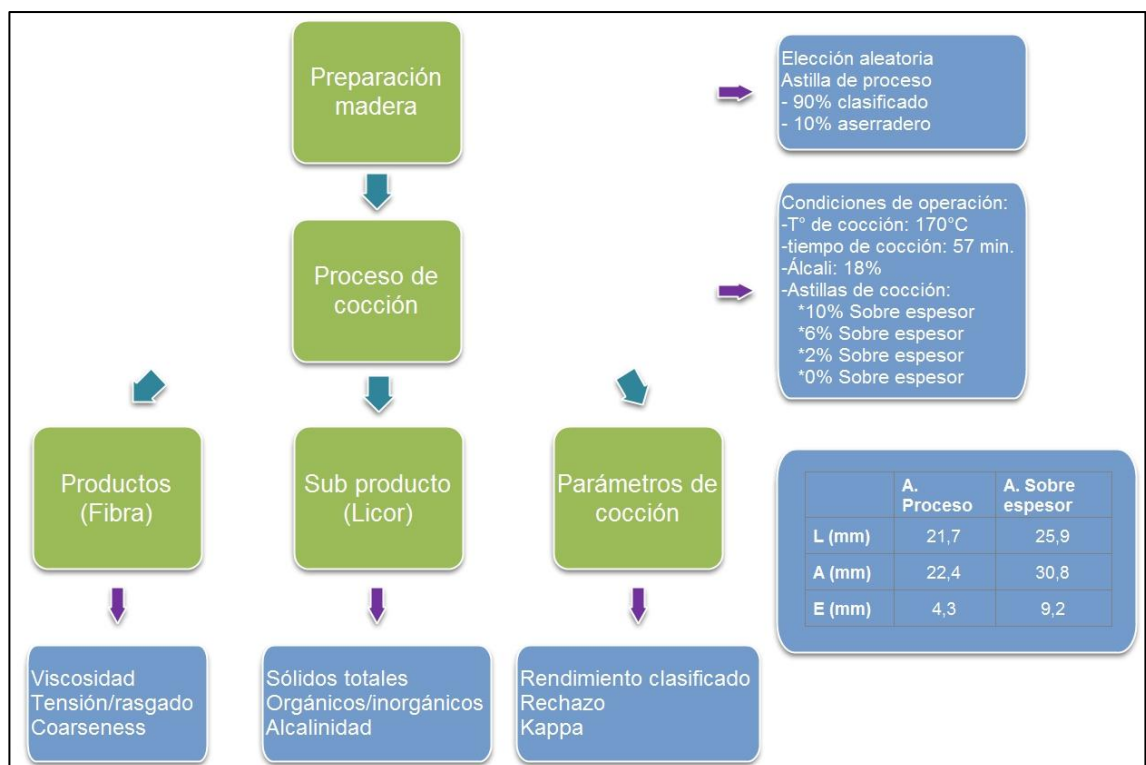 Preparación
madera
Elección aleatoria
Astilla de proceso
- 90% clasificado
- 10% aserradero
Proceso de
cocción
Condiciones de operación:
-T° de cocción: 170°C
-tiempo de cocción: 57 min.
-Álcali: 18%
-Astillas de cocción:
*10% Sobre espesor
*6% Sobre espesor
*2% Sobre espesor
*0% Sobre espesor
Productos
(Fibra)
Sub producto
(Licor)
Parámetros de
cocción
A. Proceso A. Sobre espesor
L (mm) 21,7 25,9
A (mm) 22,4 30,8
E (mm) 4,3 9,2
Viscosidad
Tensión/rasgado
Coarseness
Sólidos totales
Orgánicos/inorgánicos
Alcalinidad
Rendimiento clasificado
Rechazo
Kappa